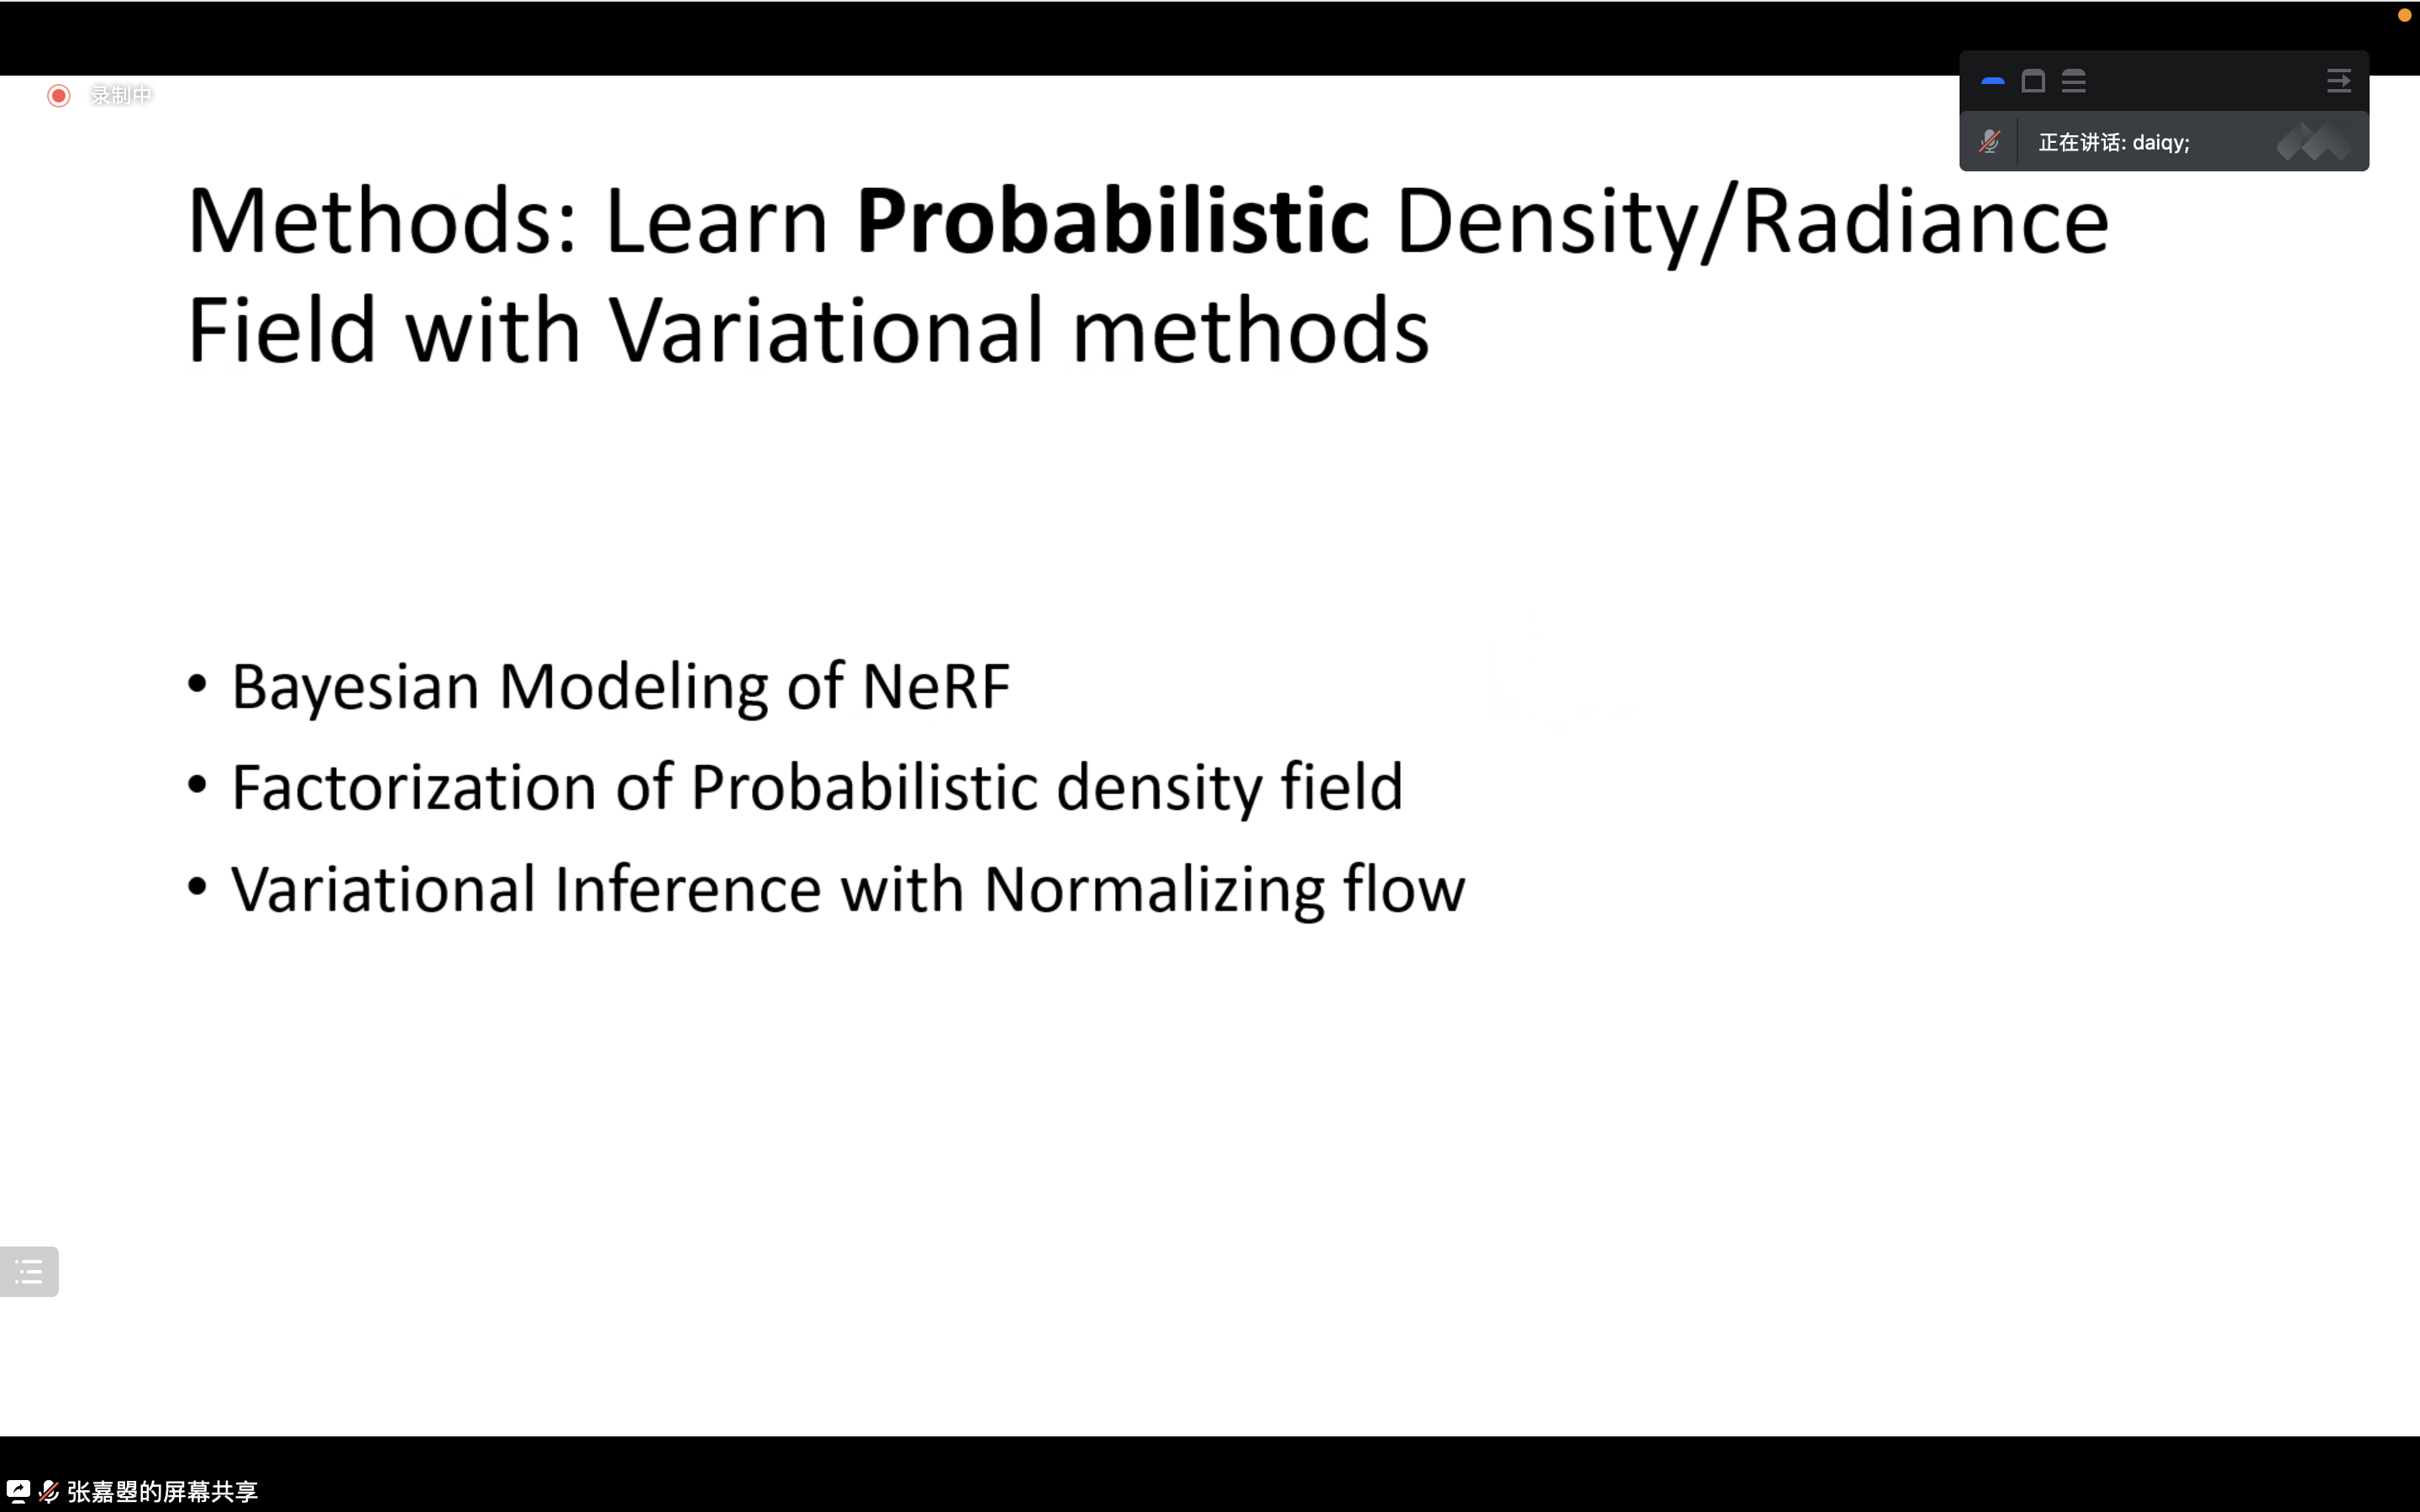 录制中
正在讲话: daiqy;
Methods: Learn Probabilistic Density/Radiance
Field with Variational methods
• Bayesian Modeling of NeRF
• Factorization of Probabilistic density field
• Variational Inference with Normalizing flow
张嘉曌的屏幕共享